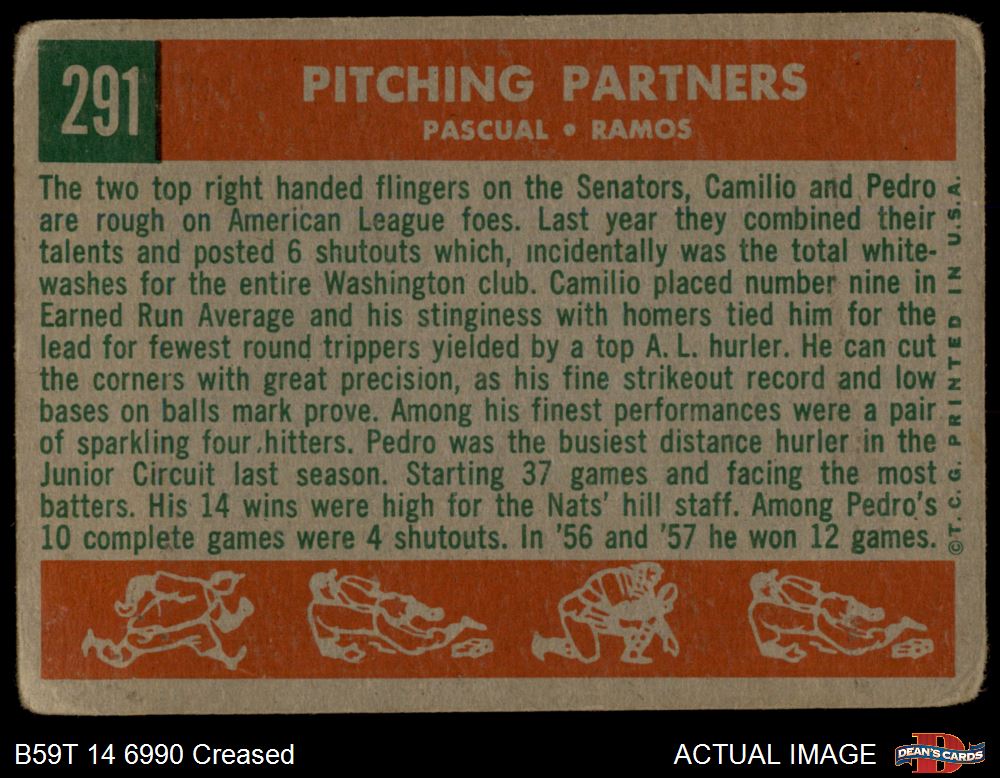 291
PITCHING PARTNERS
PASCUAL • RAMOS
The two top right handed flingers on the Senators, Camilio and Pedro
are rough on American League foes. Last year they combined their
talents and posted 6 shutouts which, incidentally was the total white-
washes for the entire Washington club. Camilio placed number nine in
Earned Run Average and his stinginess with homers tied him for the
lead for fewest round trippers yielded by a top A. L. hurler. He can cut
the corners with great precision, as his fine strikeout record and low
bases on balls mark prove. Among his finest performances were a pair
of sparkling four hitters. Pedro was the busiest distance hurler in the
Junior Circuit last season. Starting 37 games and facing the most
batters. His 14 wins were high for the Nats' hill staff. Among Pedro's
10 complete games were 4 shutouts. In '56 and '57 he won 12 games.
©T. C. G. PRINTED IN U.S.A.
B59T 14 6990 Creased
ACTUAL IMAGE
DEAN'S CARDS